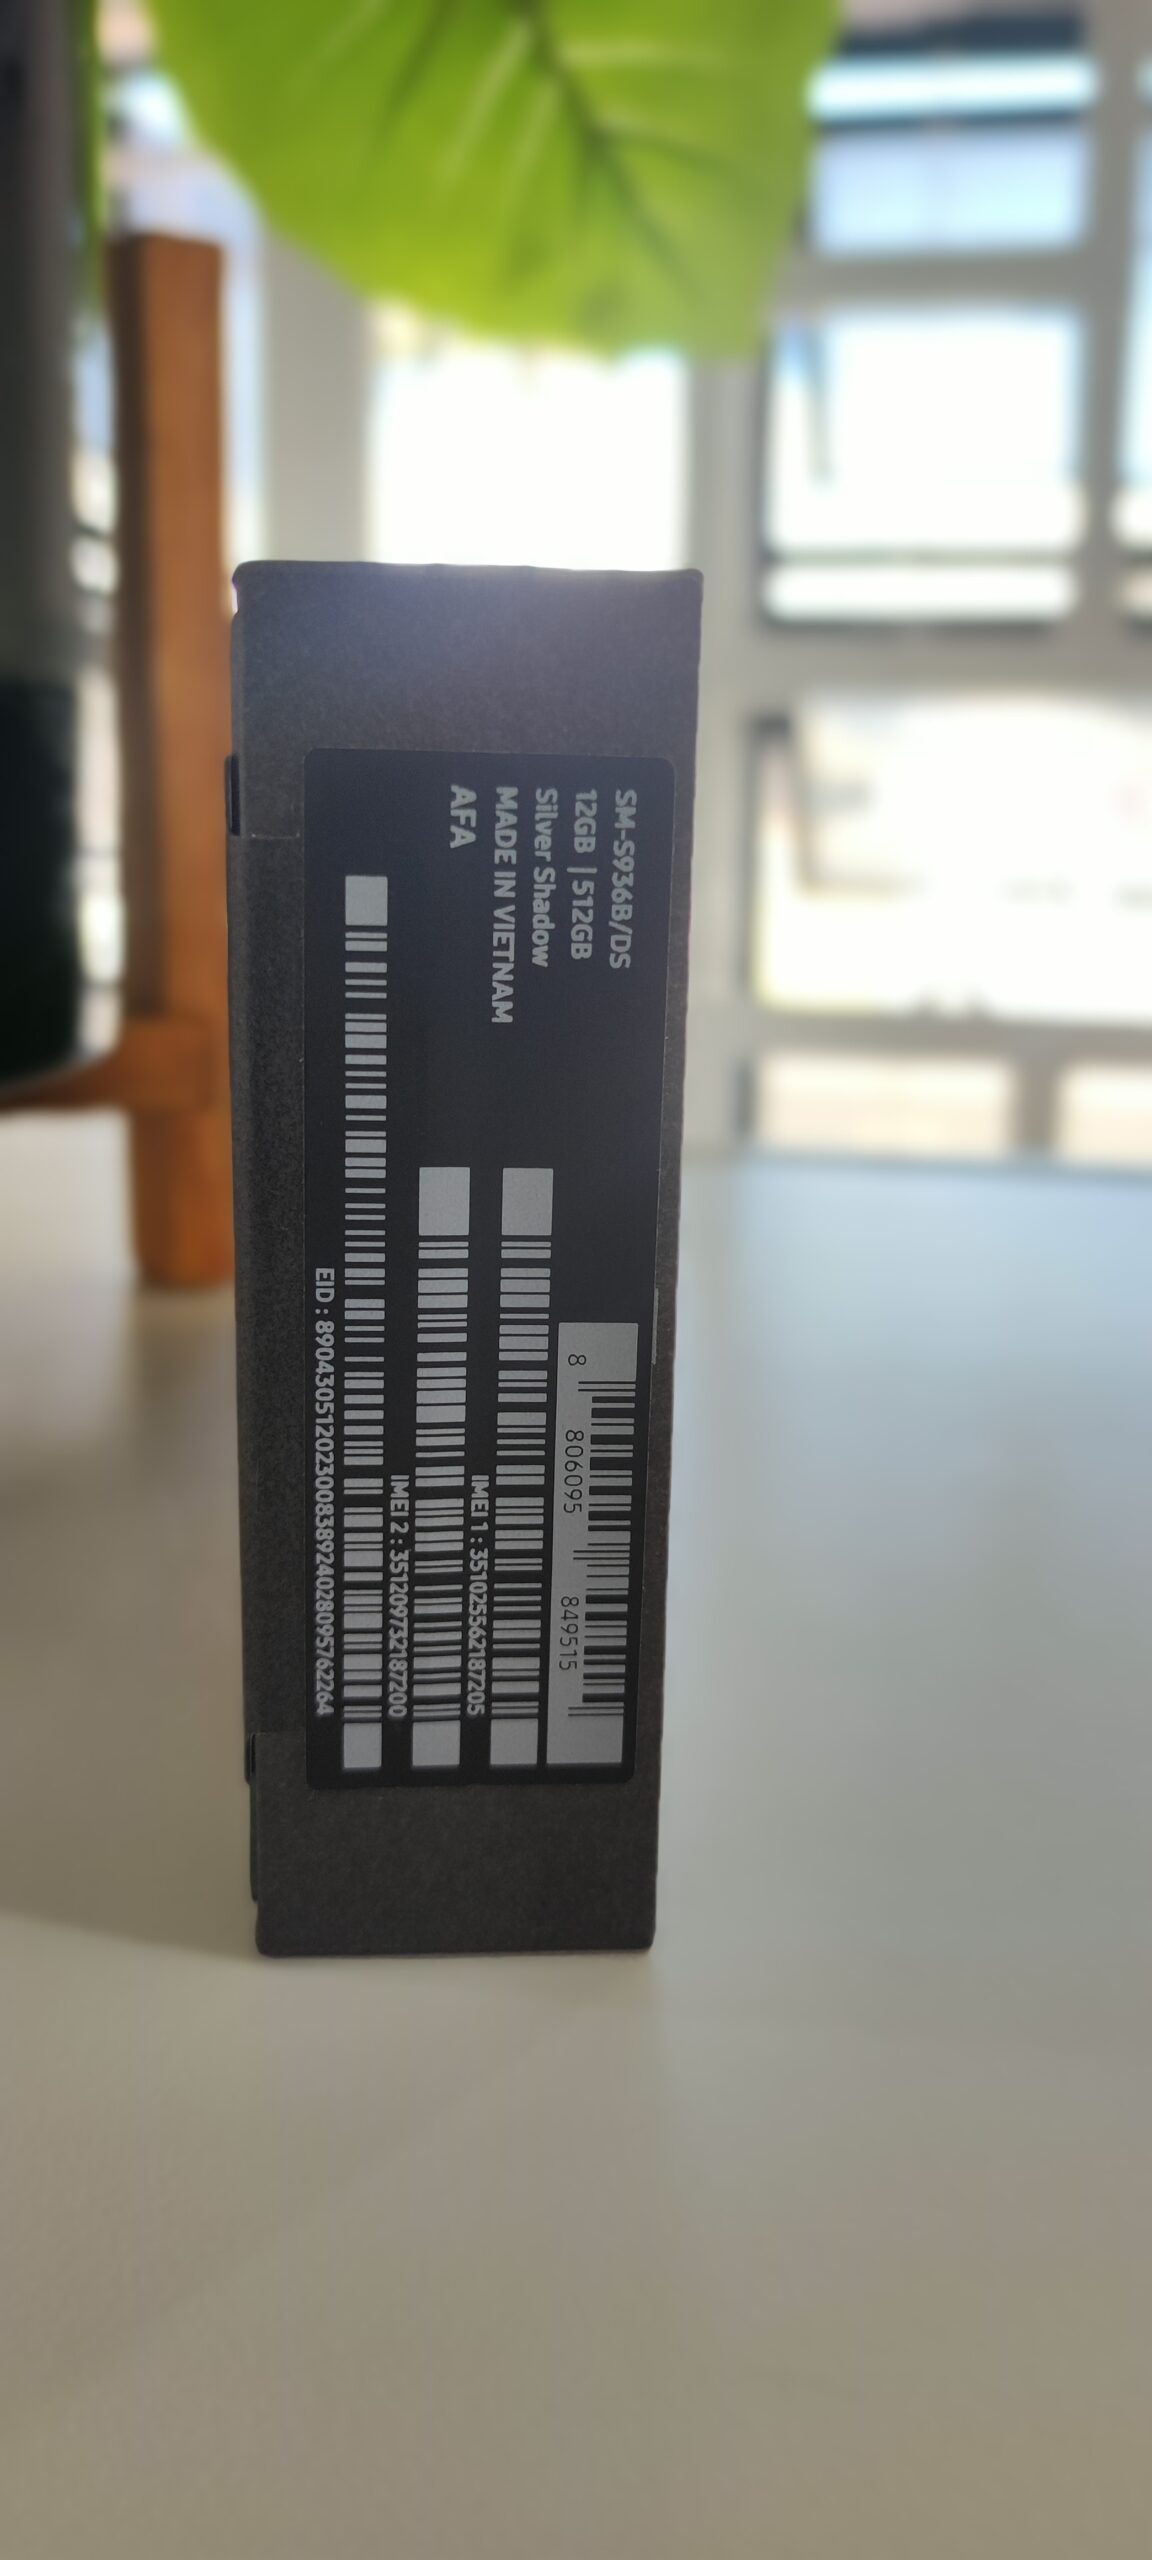 SM-S936B/DS
12GB | 512GB
Silver Shadow
MADE IN VIETNAM
AFA
8 806095 849515
IMEI 1 : 351025562187205
IMEI 2 : 351209732187200
EID : 89043051202300838924028095762264